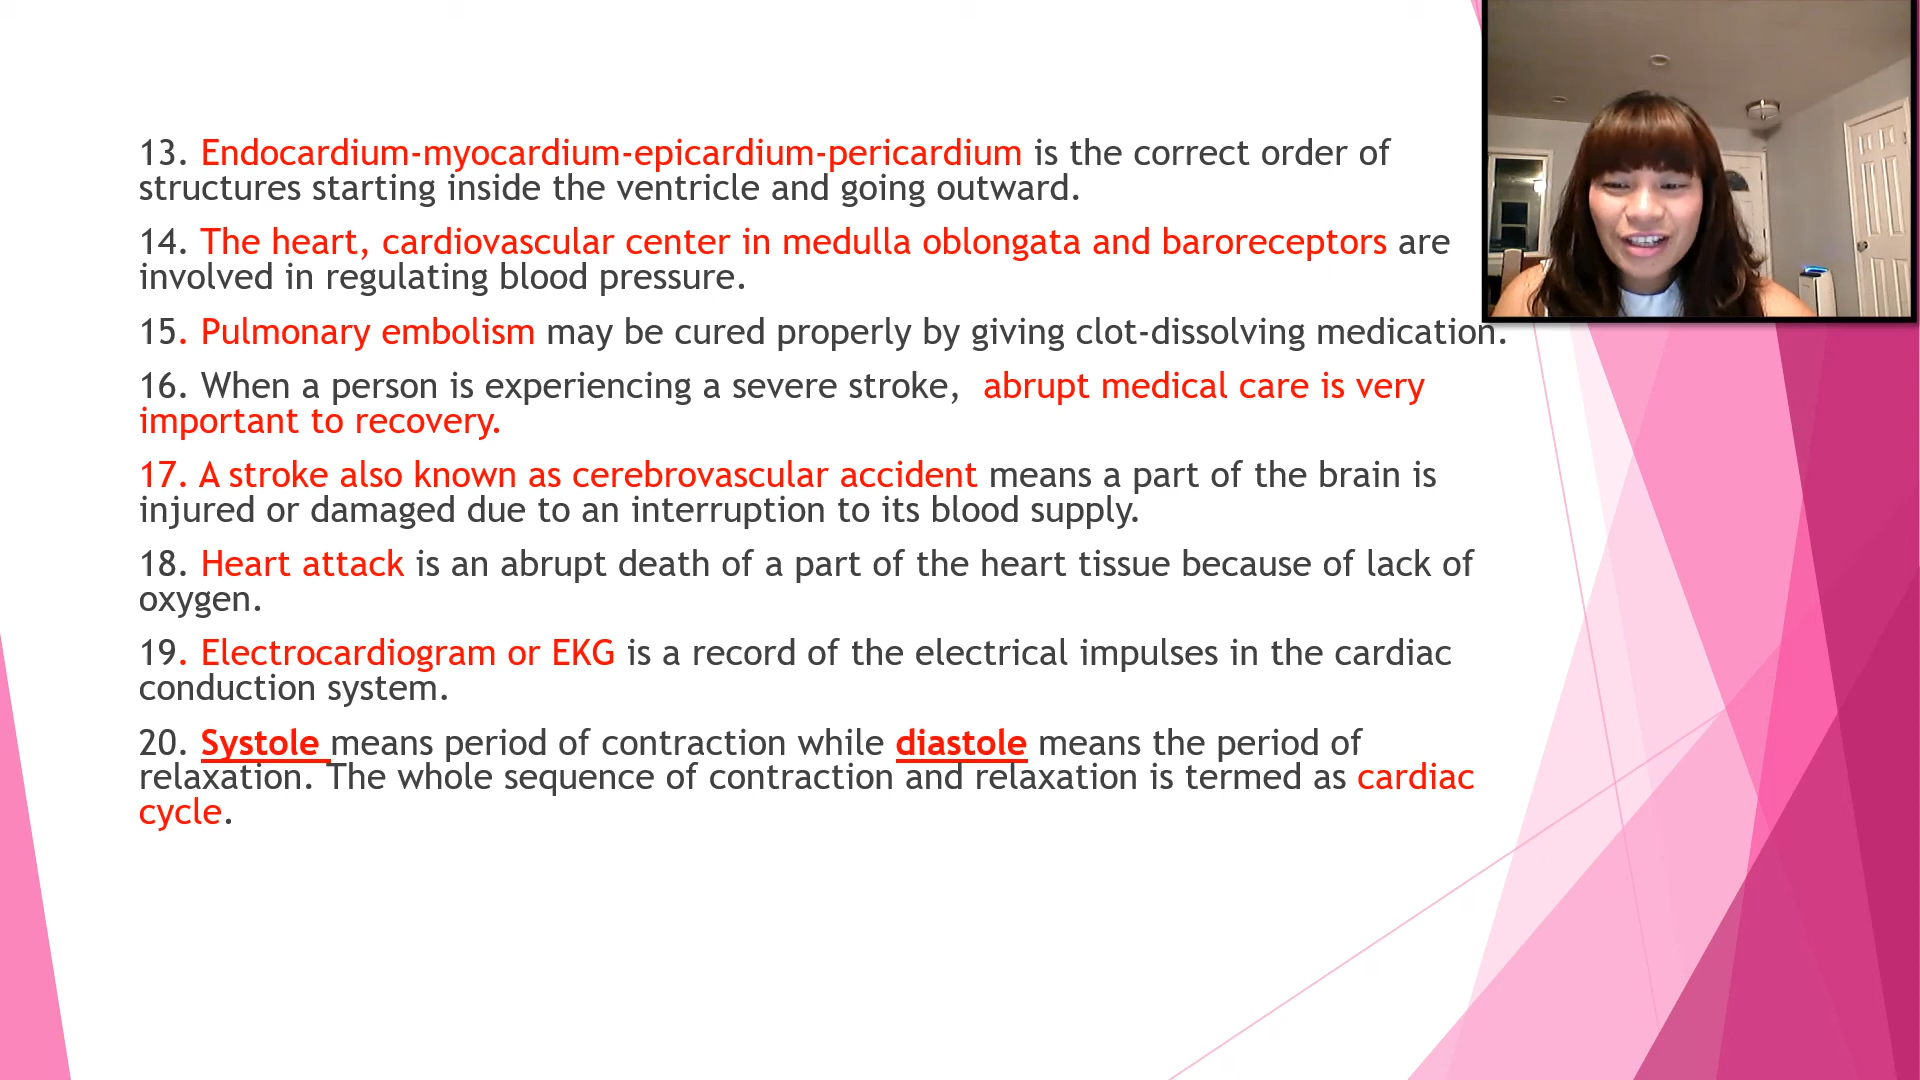 13. Endocardium-myocardium-epicardium-pericardium is the correct order of
structures starting inside the ventricle and going outward.
14. The heart, cardiovascular center in medulla oblongata and baroreceptors are
involved in regulating blood pressure.
15. Pulmonary embolism may be cured properly by giving clot-dissolving medication.
16. When a person is experiencing a severe stroke, abrupt medical care is very
important to recovery.
17. A stroke also known as cerebrovascular accident means a part of the brain is
injured or damaged due to an interruption to its blood supply.
18. Heart attack is an abrupt death of a part of the heart tissue because of lack of
oxygen.
19. Electrocardiogram or EKG is a record of the electrical impulses in the cardiac
conduction system.
20. Systole means period of contraction while diastole means the period of
relaxation. The whole sequence of contraction and relaxation is termed as cardiac
cycle.